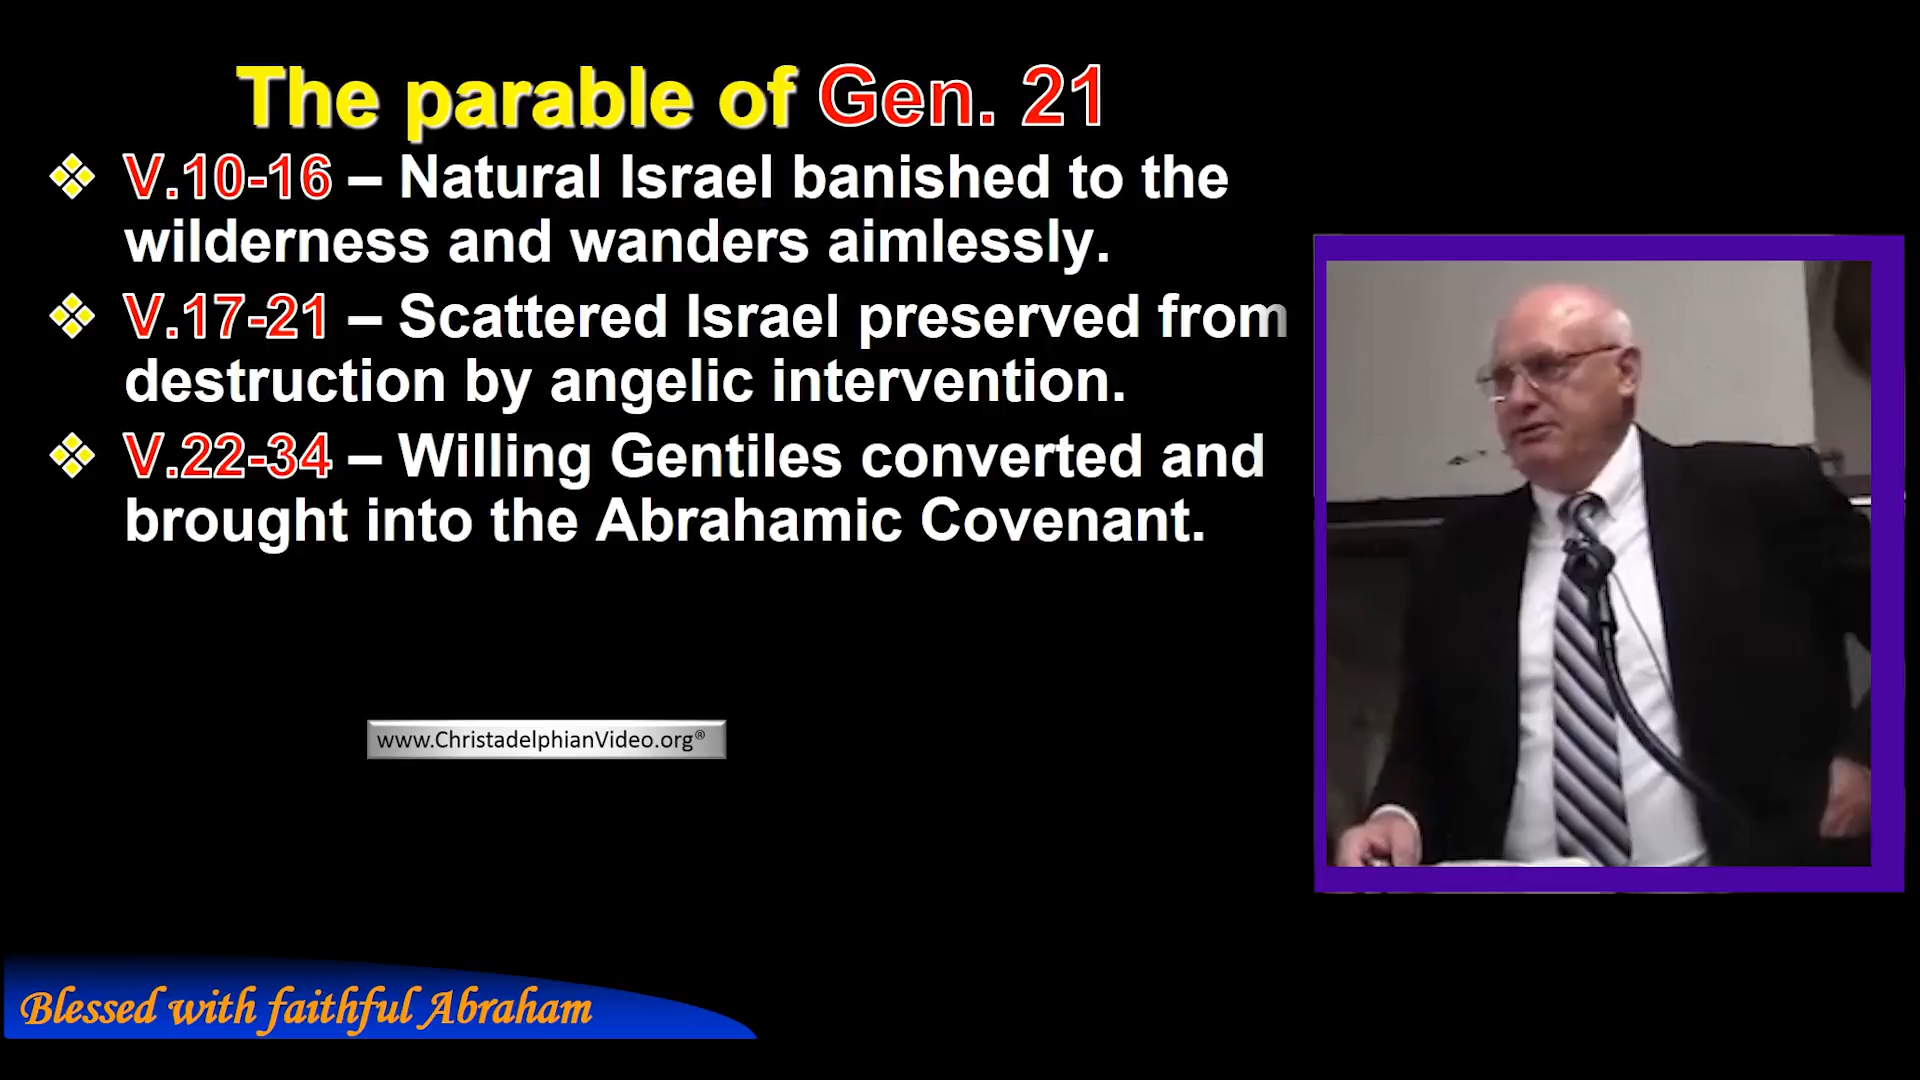 The parable of Gen. 21
❖ V.10-16 – Natural Israel banished to the
wilderness and wanders aimlessly.
❖ V.17-21 – Scattered Israel preserved from
destruction by angelic intervention.
❖ V.22-34 – Willing Gentiles converted and
brought into the Abrahamic Covenant.
www.ChristadelphianVideo.org®
Blessed with faithful Abraham